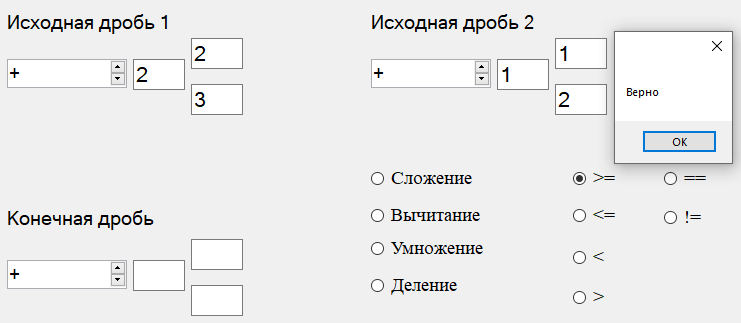 Исходная дробь 1
+
2
2
3
Исходная дробь 2
+
1
1
2
Верно
ОК
Сложение
>=
==
Вычитание
<=
!=
Умножение
<
Деление
>
Конечная дробь
+